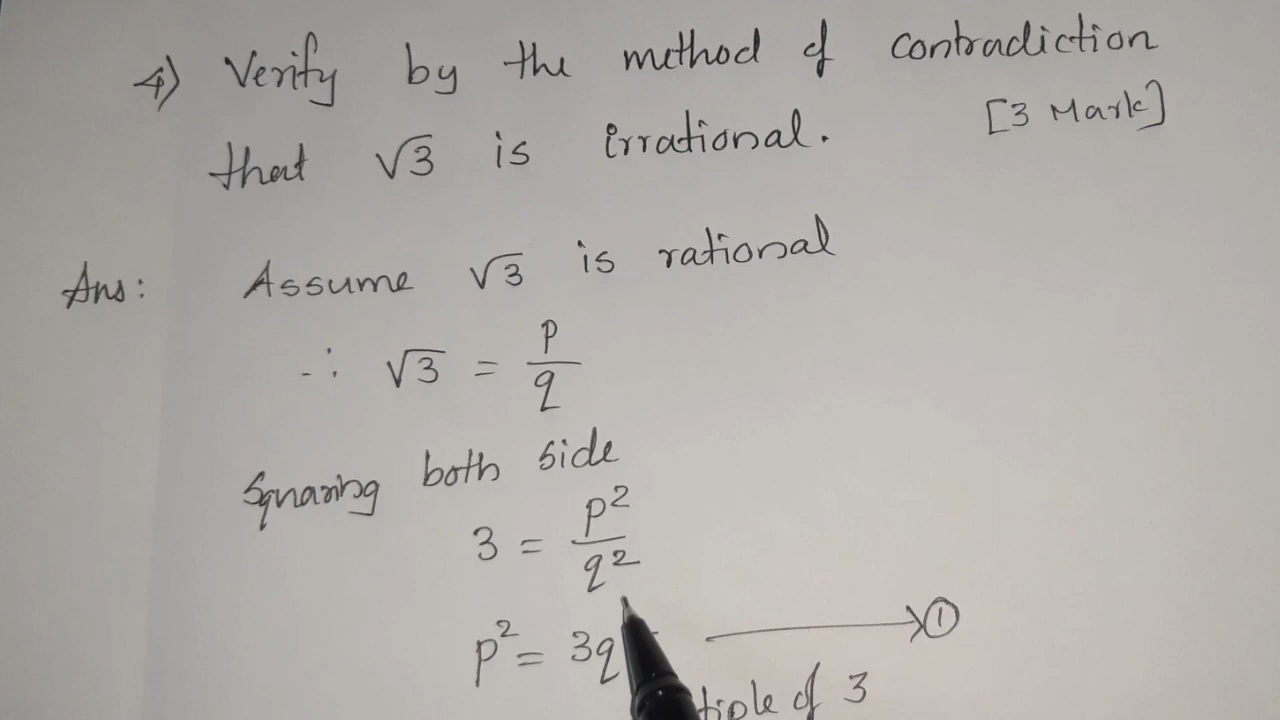 4) Verify by the method of contradiction
that √3 is irrational. [3 Mark]
Ans: Assume √3 is rational
∴ √3 = p/q
Squaring both side
3 = p²/q²
p² = 3q → ①
of 3